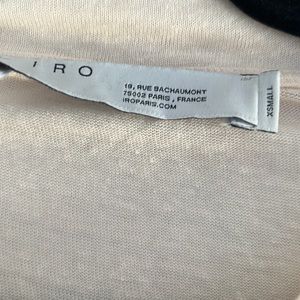 IRO
19, RUE BACHAUMONT
75002 PARIS, FRANCE
IROPARIS.COM
XSMALL